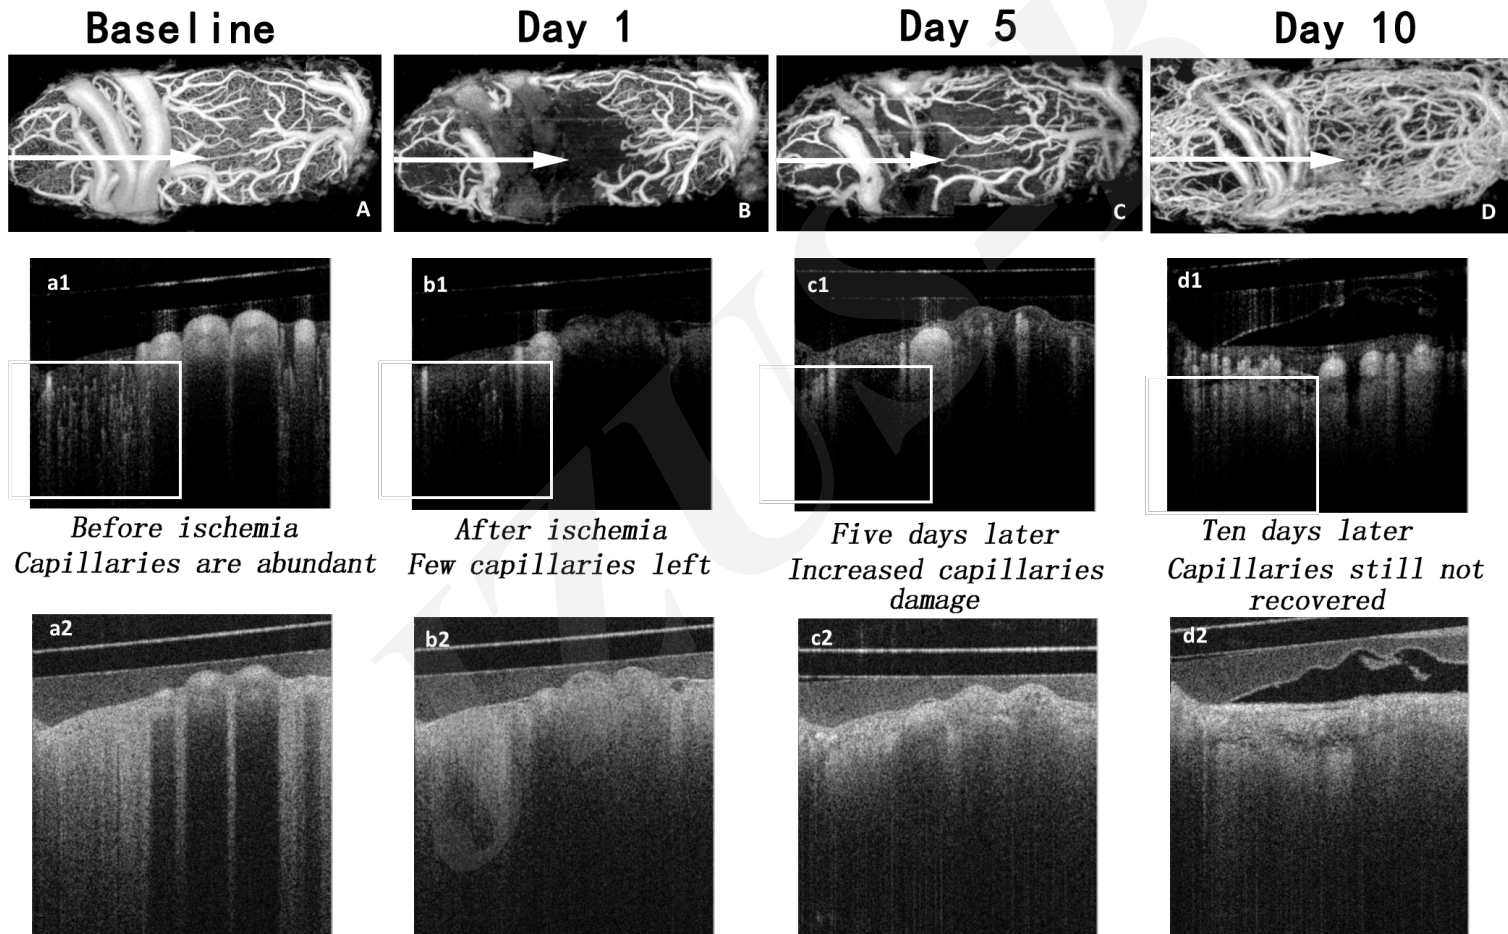 Baseline
Day 1
Day 5
Day 10
A
B
C
D
a1
b1
c1
d1
Before ischemia
Capillaries are abundant
After ischemia
Few capillaries left
Five days later
Increased capillaries
damage
Ten days later
Capillaries still not
recovered
a2
b2
c2
d2
JZUS-B